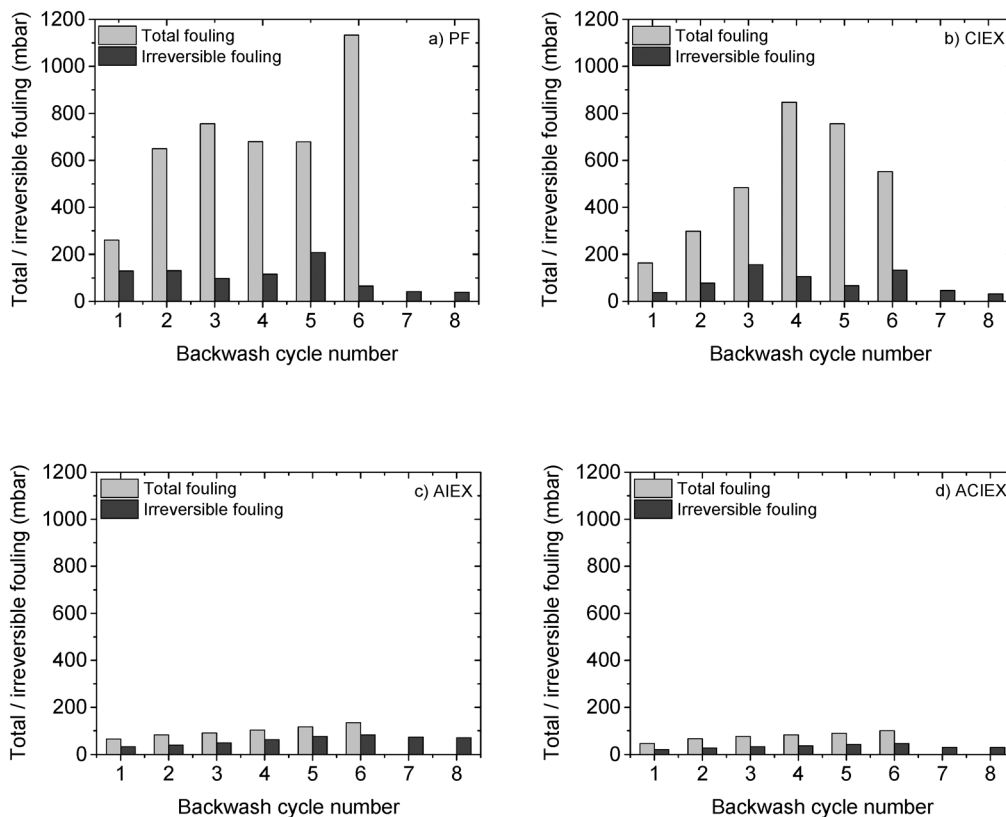 1200
1000
800
600
400
200
0
Total / irreversible fouling (mbar)
Total fouling
Irreversible fouling
a) PF
1 2 3 4 5 6 7 8
Backwash cycle number
1200
1000
800
600
400
200
0
Total / irreversible fouling (mbar)
Total fouling
Irreversible fouling
b) CIEX
1 2 3 4 5 6 7 8
Backwash cycle number
1200
1000
800
600
400
200
0
Total / irreversible fouling (mbar)
Total fouling
Irreversible fouling
c) AIEX
1 2 3 4 5 6 7 8
Backwash cycle number
1200
1000
800
600
400
200
0
Total / irreversible fouling (mbar)
Total fouling
Irreversible fouling
d) ACIEX
1 2 3 4 5 6 7 8
Backwash cycle number